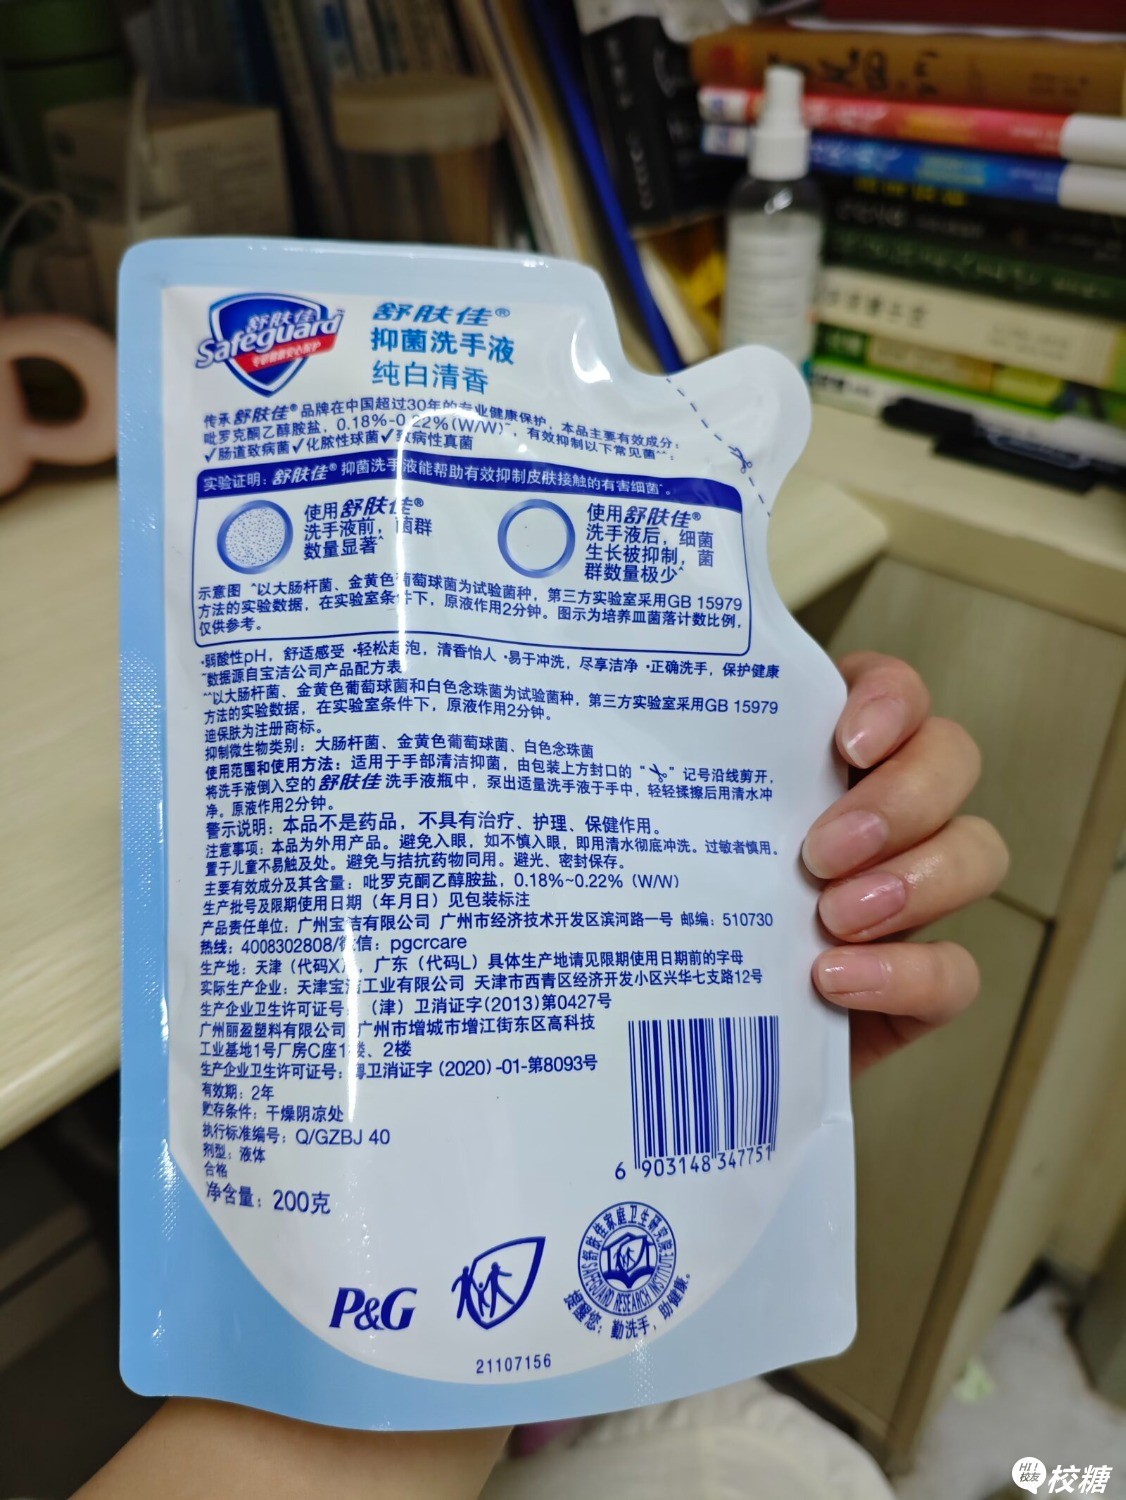 舒肤佳
Safeguard
舒肤佳®
抑菌洗手液
纯白清香
传承舒肤佳®品牌在中国超过30年的专业健康保护，本品主要有效成分：
吡罗克酮乙醇胺盐，0.18%-0.22%(W/W)~，有效抑制以下常见菌^^：
✓肠道致病菌✓化脓性球菌✓致病性真菌
实验证明：舒肤佳®抑菌洗手液能帮助有效抑制皮肤接触的有害细菌^。
使用舒肤佳®
洗手液前，菌群
数量显著^
使用舒肤佳®
洗手液后，细菌
生长被抑制，菌
群数量极少^
示意图 ^以大肠杆菌、金黄色葡萄球菌为试验菌种，第三方实验室采用GB 15979
方法的实验数据，在实验室条件下，原液作用2分钟。图示为培养皿菌落计数比例，
仅供参考。
·弱酸性pH，舒适感受 ·轻松起泡，清香怡人 ·易于冲洗，尽享洁净 ·正确洗手，保护健康
~数据源自宝洁公司产品配方表
^^以大肠杆菌、金黄色葡萄球菌和白色念珠菌为试验菌种，第三方实验室采用GB 15979
方法的实验数据，在实验室条件下，原液作用2分钟。
迪保肤为注册商标。
抑制微生物类别：大肠杆菌、金黄色葡萄球菌、白色念珠菌
使用范围和使用方法：适用于手部清洁抑菌，由包装上方封口的“✂”记号沿线剪开，
将洗手液倒入空的舒肤佳洗手液瓶中，泵出适量洗手液于手中，轻轻揉擦后用清水冲
净。原液作用2分钟。
警示说明：本品不是药品，不具有治疗、护理、保健作用。
注意事项：本品为外用产品。避免入眼，如不慎入眼，即用清水彻底冲洗。过敏者慎用。
置于儿童不易触及处。避免与拮抗药物同用。避光、密封保存。
主要有效成分及其含量：吡罗克酮乙醇胺盐，0.18%~0.22%（W/W）
生产批号及限期使用日期（年月日）见包装标注
产品责任单位：广州宝洁有限公司 广州市经济技术开发区滨河路一号 邮编：510730
热线：4008302808/微信：pgcrcare
生产地：天津（代码X），广东（代码L）具体生产地请见限期使用日期前的字母
实际生产企业：天津宝洁工业有限公司 天津市西青区经济开发小区兴华七支路12号
生产企业卫生许可证号：（津）卫消证字(2013)第0427号
广州丽盈塑料有限公司 广州市增城市增江街东区高科技
工业基地1号厂房C座1楼、2楼
生产企业卫生许可证号：粤卫消证字（2020）-01-第8093号
有效期：2年
贮存条件：干燥阴凉处
执行标准编号：Q/GZBJ 40
剂型：液体
合格
净含量：200克
6 903148 347751
P&G
舒肤佳家庭卫生研究院
SAFEGUARD RESEARCH INSTITUTE
提醒您：勤洗手，助健康。
21107156
HI!
校友
校糖